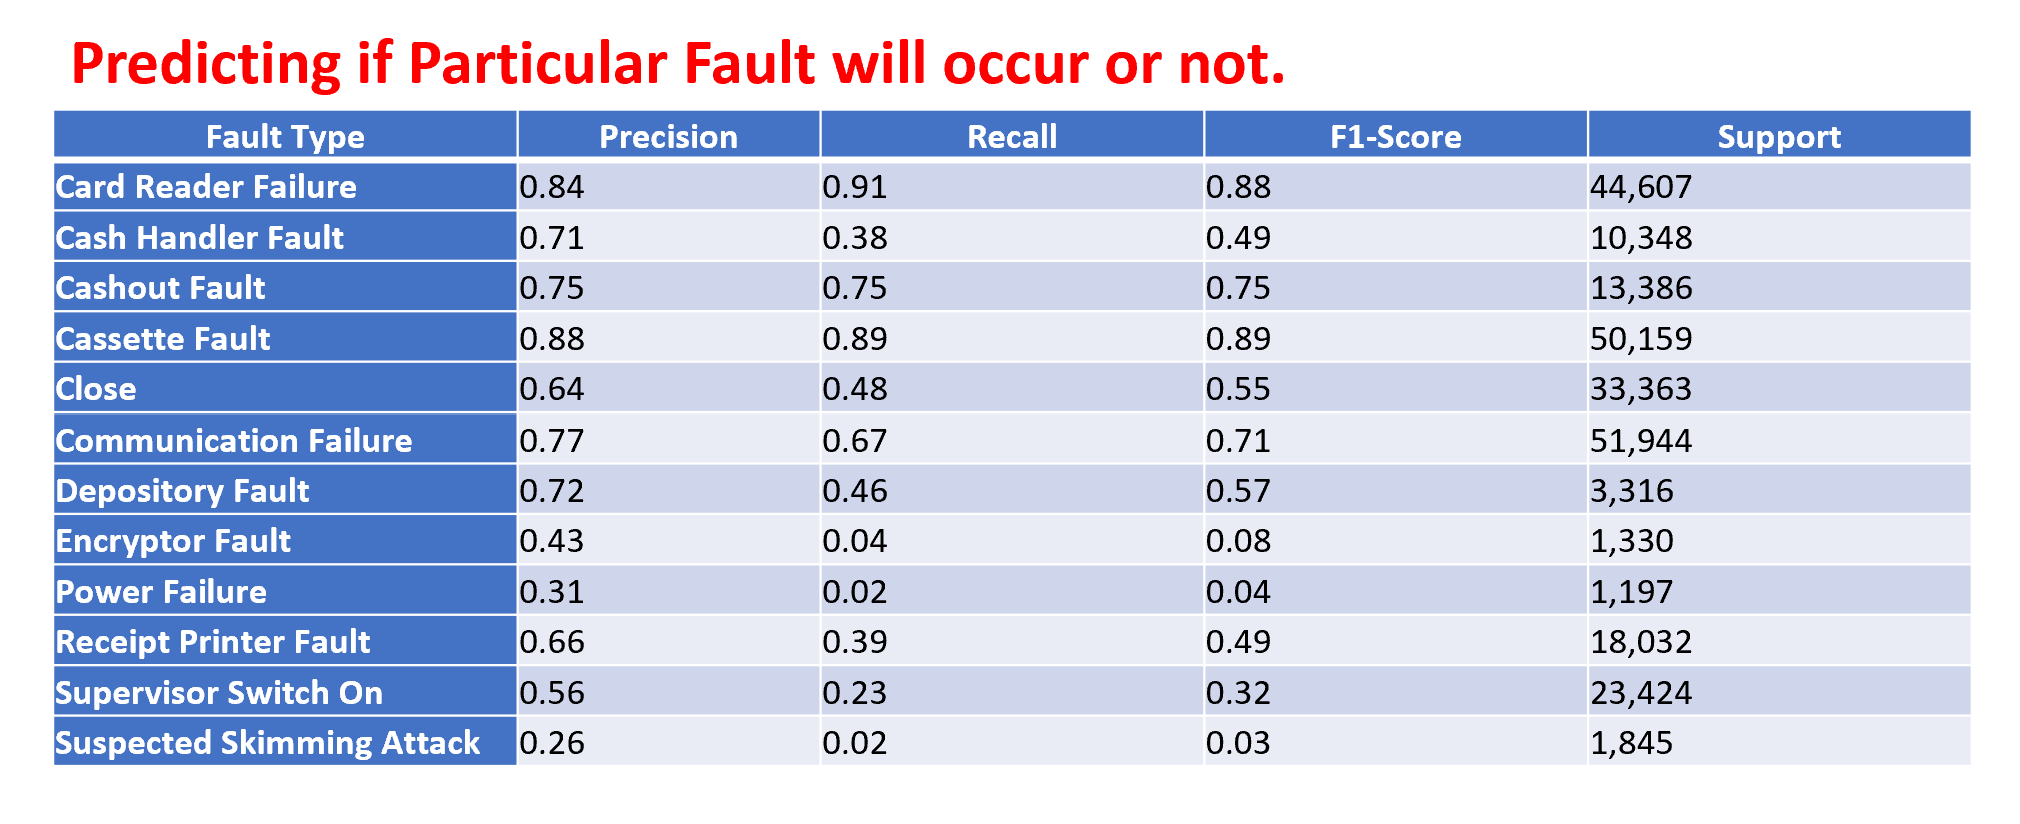 Predicting if Particular Fault will occur or not.
Fault Type Precision Recall F1-Score Support
Card Reader Failure 0.84 0.91 0.88 44,607
Cash Handler Fault 0.71 0.38 0.49 10,348
Cashout Fault 0.75 0.75 0.75 13,386
Cassette Fault 0.88 0.89 0.89 50,159
Close 0.64 0.48 0.55 33,363
Communication Failure 0.77 0.67 0.71 51,944
Depository Fault 0.72 0.46 0.57 3,316
Encryptor Fault 0.43 0.04 0.08 1,330
Power Failure 0.31 0.02 0.04 1,197
Receipt Printer Fault 0.66 0.39 0.49 18,032
Supervisor Switch On 0.56 0.23 0.32 23,424
Suspected Skimming Attack 0.26 0.02 0.03 1,845